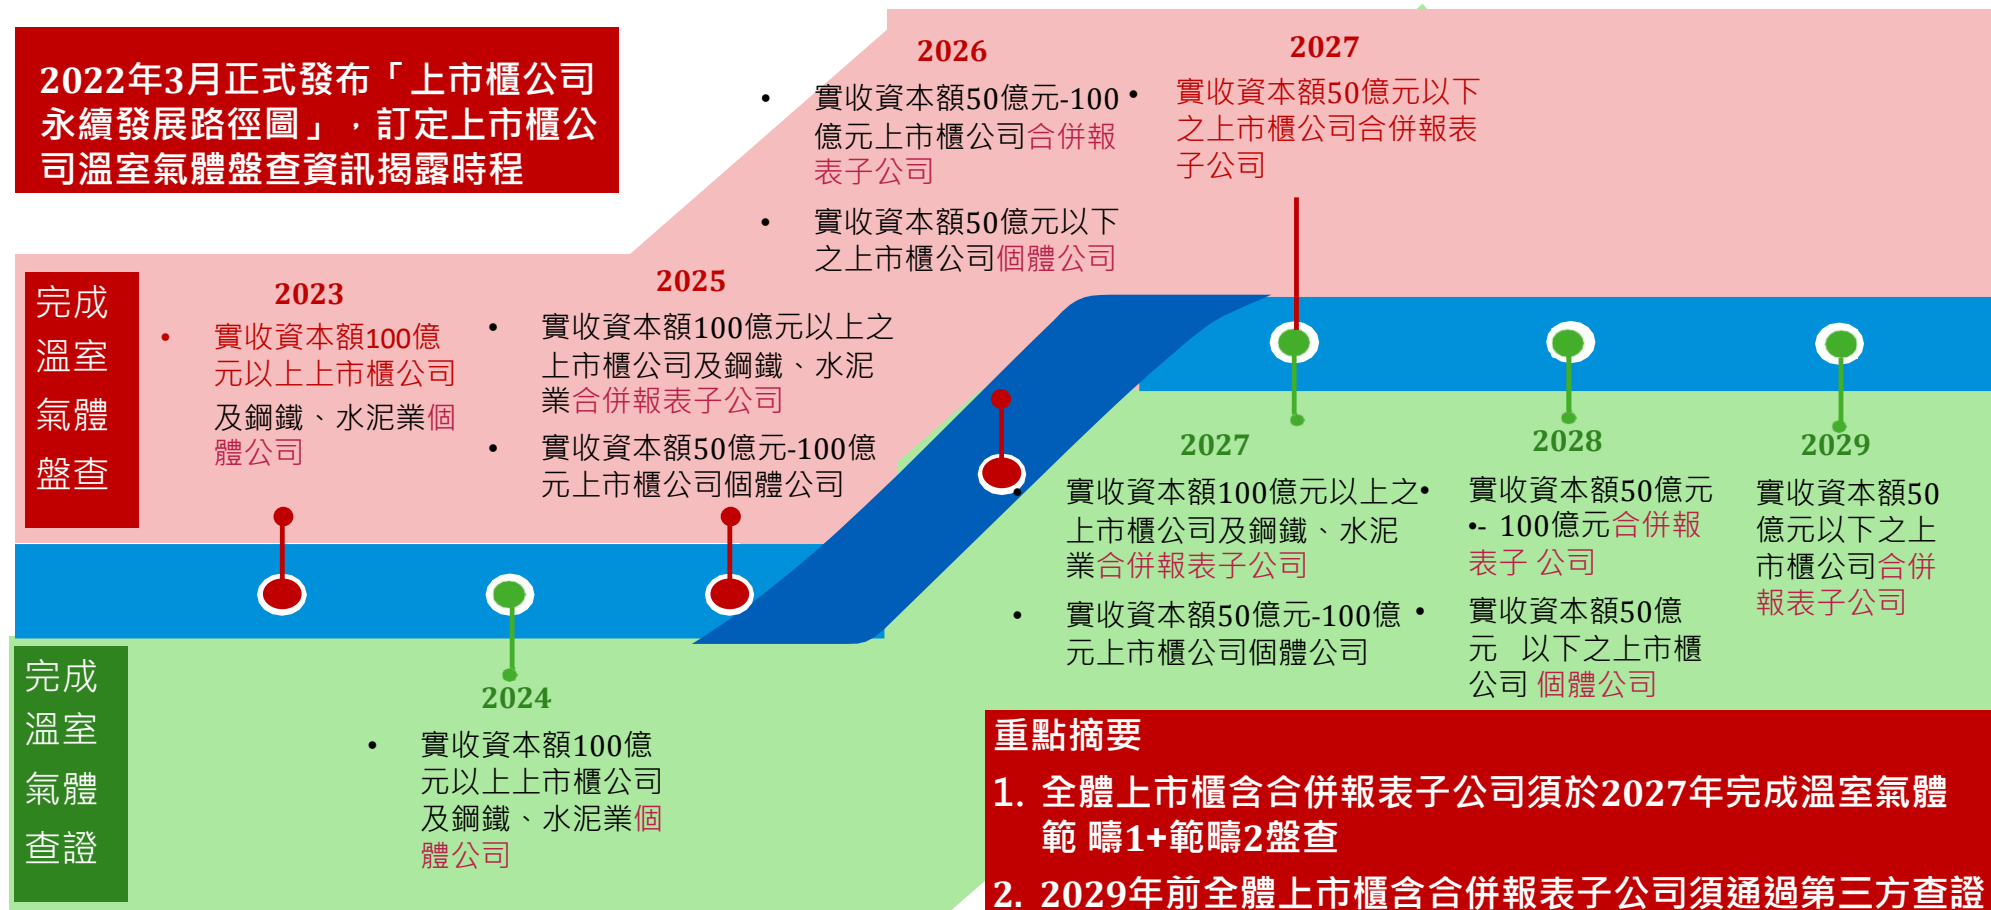 2022年3月正式發布「上市櫃公司
永續發展路徑圖」，訂定上市櫃公
司溫室氣體盤查資訊揭露時程
完成
溫室
氣體
盤查
2023
• 實收資本額100億
元以上上市櫃公司
及鋼鐵、水泥業個
體公司
2025
• 實收資本額100億元以上之
上市櫃公司及鋼鐵、水泥
業合併報表子公司
• 實收資本額50億元-100億
元上市櫃公司個體公司
2026
• 實收資本額50億元-100
億元上市櫃公司合併報
表子公司
• 實收資本額50億元以下
之上市櫃公司個體公司
2027
• 實收資本額50億元以下
之上市櫃公司合併報表
子公司
完成
溫室
氣體
查證
2024
• 實收資本額100億
元以上上市櫃公司
及鋼鐵、水泥業個
體公司
2027
• 實收資本額100億元以上之
上市櫃公司及鋼鐵、水泥
業合併報表子公司
• 實收資本額50億元-100億
元上市櫃公司個體公司
2028
• 實收資本額50億元
•- 100億元合併報
表子 公司
• 實收資本額50億
元 以下之上市櫃
公司 個體公司
2029
實收資本額50
億元以下之上
市櫃公司合併
報表子公司
重點摘要
1. 全體上市櫃含合併報表子公司須於2027年完成溫室氣體
範 疇1+範疇2盤查
2. 2029年前全體上市櫃含合併報表子公司須通過第三方查證